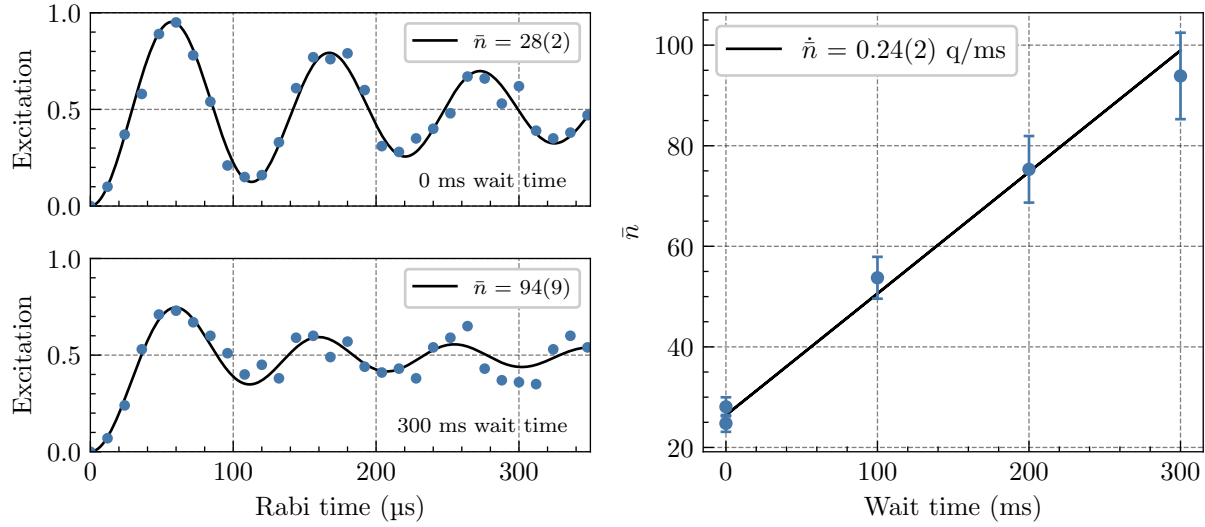 1.0
0.5
0.0
Excitation
n̄ = 28(2)
0 ms wait time
1.0
0.5
0.0
Excitation
n̄ = 94(9)
300 ms wait time
0 100 200 300
Rabi time (µs)
100
80
60
40
20
n̄
ṅ̄ = 0.24(2) q/ms
0 100 200 300
Wait time (ms)